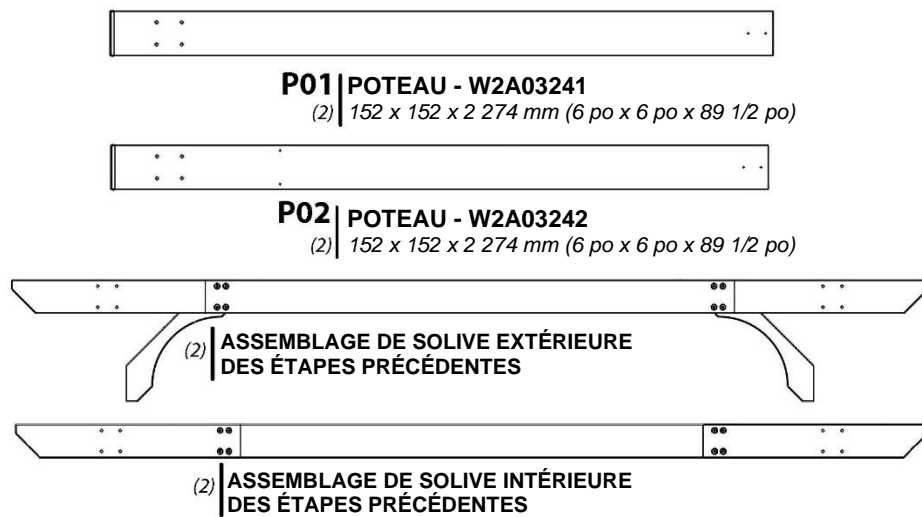 P01 POTEAU - W2A03241
(2) 152 x 152 x 2 274 mm (6 po x 6 po x 89 1/2 po)
P02 POTEAU - W2A03242
(2) 152 x 152 x 2 274 mm (6 po x 6 po x 89 1/2 po)
(2) ASSEMBLAGE DE SOLIVE EXTÉRIEURE
DES ÉTAPES PRÉCÉDENTES
(2) ASSEMBLAGE DE SOLIVE INTÉRIEURE
DES ÉTAPES PRÉCÉDENTES